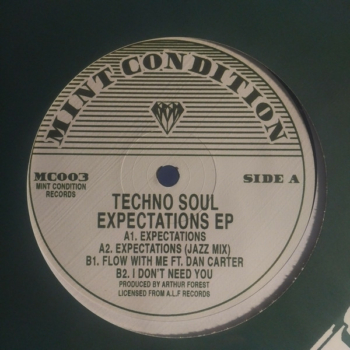 MINT CONDITION
MC003
MINT CONDITION
RECORDS
SIDE A
TECHNO SOUL
EXPECTATIONS EP
A1. EXPECTATIONS
A2. EXPECTATIONS (JAZZ MIX)
B1. FLOW WITH ME FT. DAN CARTER
B2. I DON'T NEED YOU
PRODUCED BY ARTHUR FOREST
LICENSED FROM A.L.F RECORDS